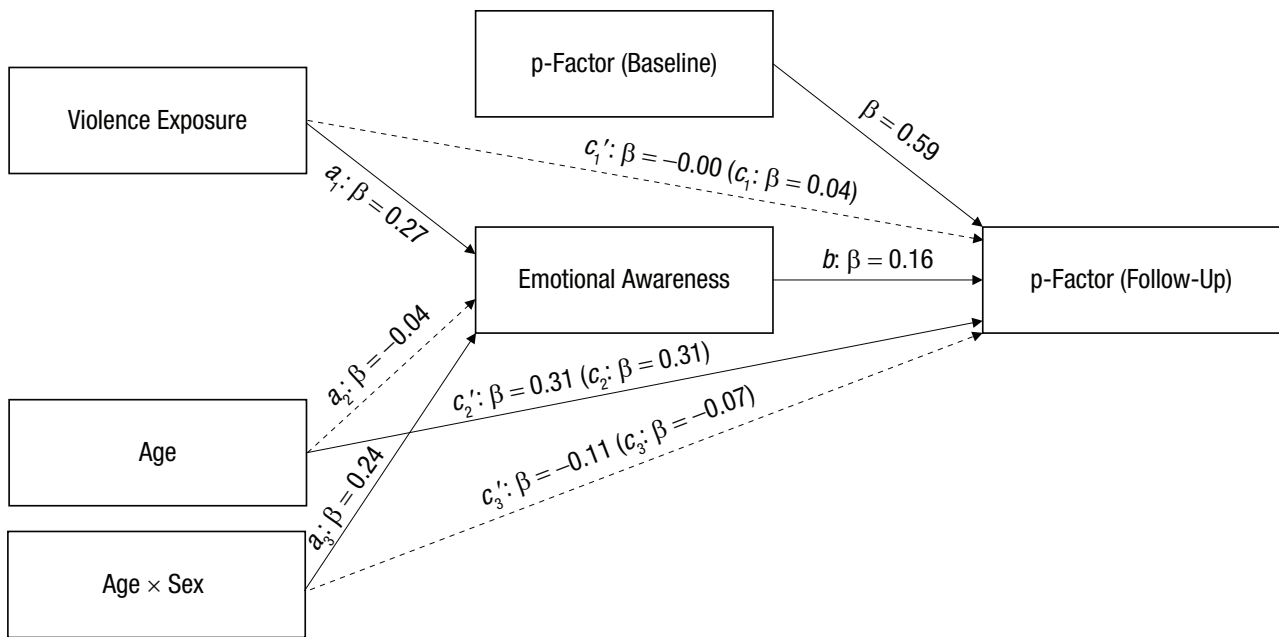 p-Factor (Baseline)
Violence Exposure
β = 0.59
c₁′: β = –0.00 (c₁: β = 0.04)
a₁: β = 0.27
Emotional Awareness
b: β = 0.16
p-Factor (Follow-Up)
a₂: β = –0.04
c₂′: β = 0.31 (c₂: β = 0.31)
Age
a₃: β = 0.24
c₃′: β = –0.11 (c₃: β = –0.07)
Age × Sex